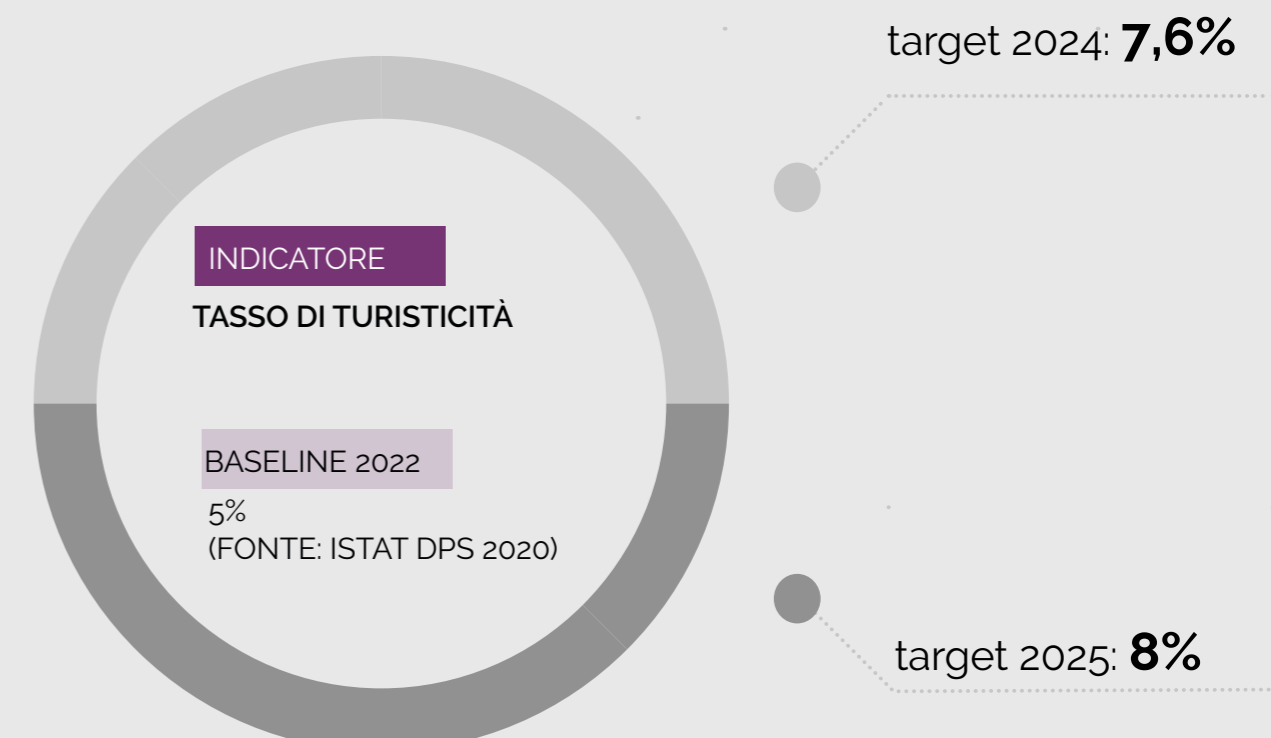 target 2024: 7,6%
INDICATORE
TASSO DI TURISTICITÀ
BASELINE 2022
5%
(FONTE: ISTAT DPS 2020)
target 2025: 8%